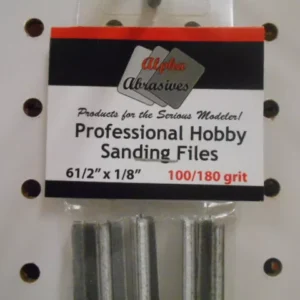 Alpha
Abrasives
Products for the Serious Modeler!
Professional Hobby
Sanding Files
61/2" x 1/8" 100/180 grit